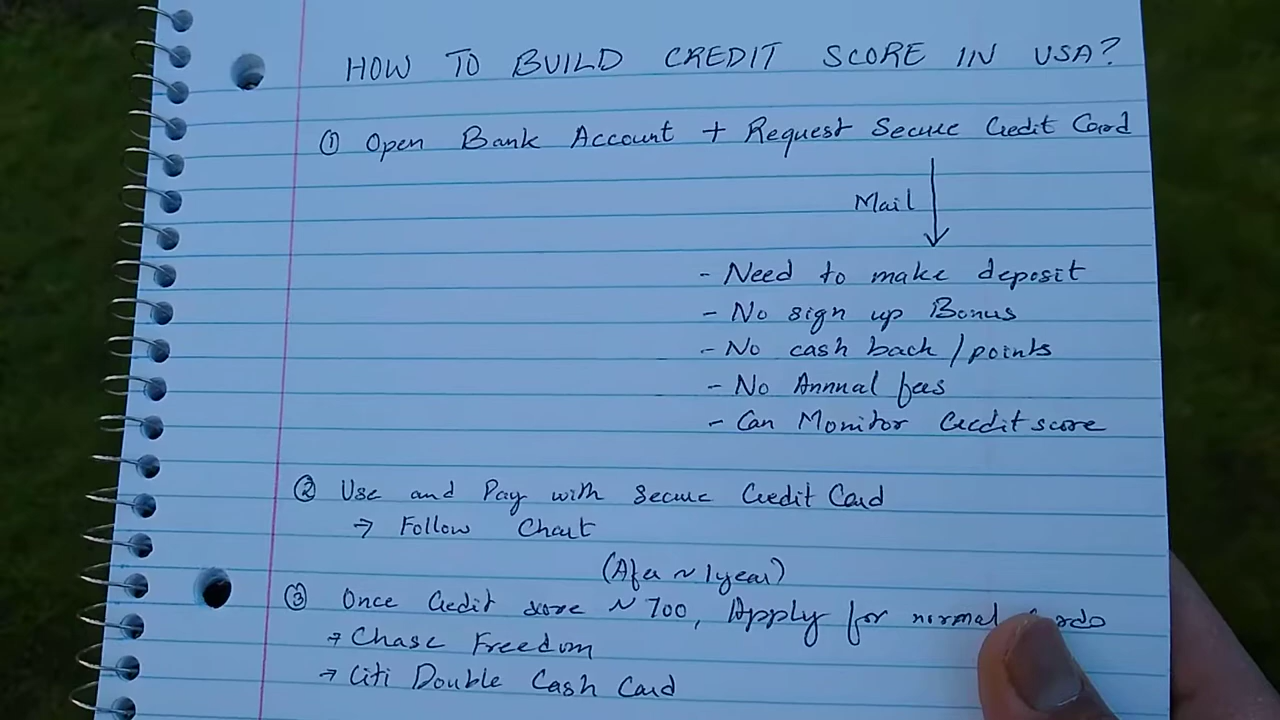 HOW TO BUILD CREDIT SCORE IN USA?
① Open Bank Account + Request Secure Credit Card
Mail
- Need to make deposit
- No sign up Bonus
- No cash back / points
- No Annual fees
- Can Monitor Credit score
② Use and Pay with Secure Credit Card
→ Follow Chart
(After ~ 1 year)
③ Once Credit score ~ 700, Apply for normal
→ Chase Freedom
→ Citi Double Cash Card